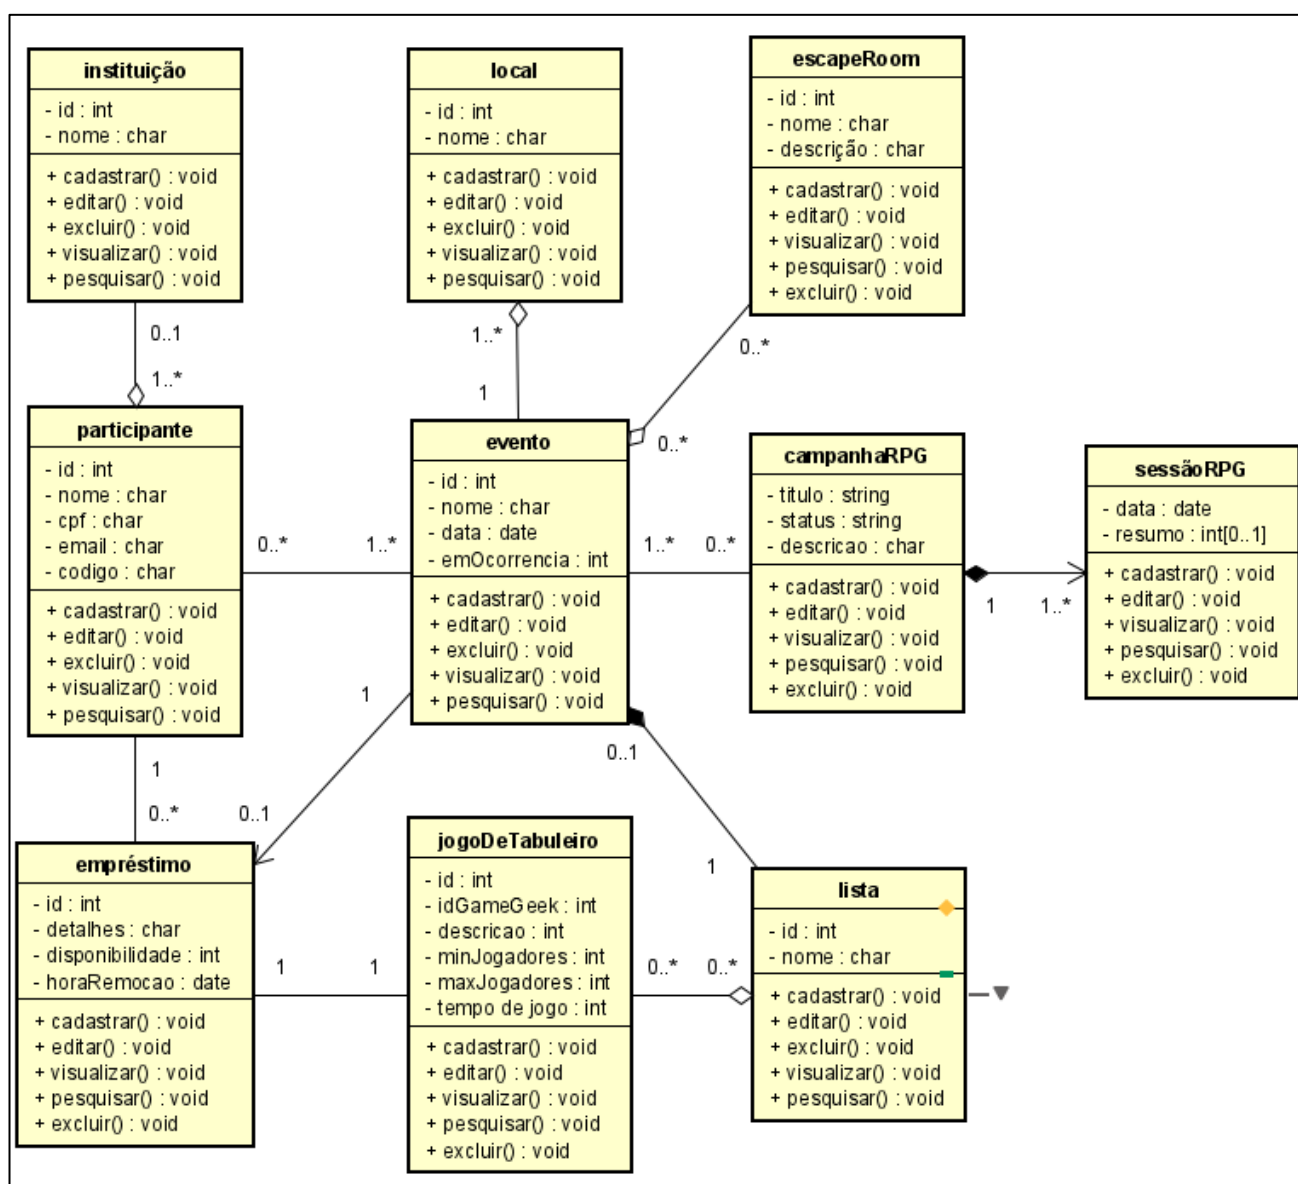 instituição
- id : int
- nome : char
+ cadastrar() : void
+ editar() : void
+ excluir() : void
+ visualizar() : void
+ pesquisar() : void
local
- id : int
- nome : char
+ cadastrar() : void
+ editar() : void
+ excluir() : void
+ visualizar() : void
+ pesquisar() : void
escapeRoom
- id : int
- nome : char
- descrição : char
+ cadastrar() : void
+ editar() : void
+ visualizar() : void
+ pesquisar() : void
+ excluir() : void
0..1
1..*
1..*
1
0..*
0..*
participante
- id : int
- nome : char
- cpf : char
- email : char
- codigo : char
+ cadastrar() : void
+ editar() : void
+ excluir() : void
+ visualizar() : void
+ pesquisar() : void
0..*
1..*
evento
- id : int
- nome : char
- data : date
- emOcorrencia : int
+ cadastrar() : void
+ editar() : void
+ excluir() : void
+ visualizar() : void
+ pesquisar() : void
1..*
0..*
campanhaRPG
- titulo : string
- status : string
- descricao : char
+ cadastrar() : void
+ editar() : void
+ visualizar() : void
+ pesquisar() : void
+ excluir() : void
1
1..*
sessãoRPG
- data : date
- resumo : int[0..1]
+ cadastrar() : void
+ editar() : void
+ visualizar() : void
+ pesquisar() : void
+ excluir() : void
1
0..*
1
0..1
0..1
1
empréstimo
- id : int
- detalhes : char
- disponibilidade : int
- horaRemocao : date
+ cadastrar() : void
+ editar() : void
+ visualizar() : void
+ pesquisar() : void
+ excluir() : void
1
1
jogoDeTabuleiro
- id : int
- idGameGeek : int
- descricao : int
- minJogadores : int
- maxJogadores : int
- tempo de jogo : int
+ cadastrar() : void
+ editar() : void
+ visualizar() : void
+ pesquisar() : void
+ excluir() : void
0..*
0..*
lista
- id : int
- nome : char
+ cadastrar() : void
+ editar() : void
+ excluir() : void
+ visualizar() : void
+ pesquisar() : void